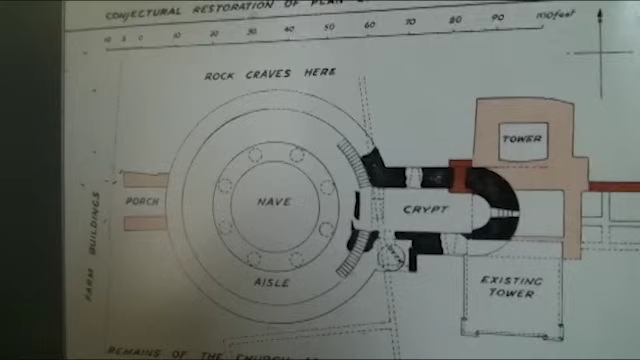 CONJECTURAL RESTORATION OF PLAN
10 5 0 10 20 30 40 50 60 70 80 90 100 feet
ROCK GRAVES HERE
TOWER
PORCH
NAVE
CRYPT
FARM BUILDINGS
AISLE
EXISTING
TOWER
REMAINS OF THE CHURCH